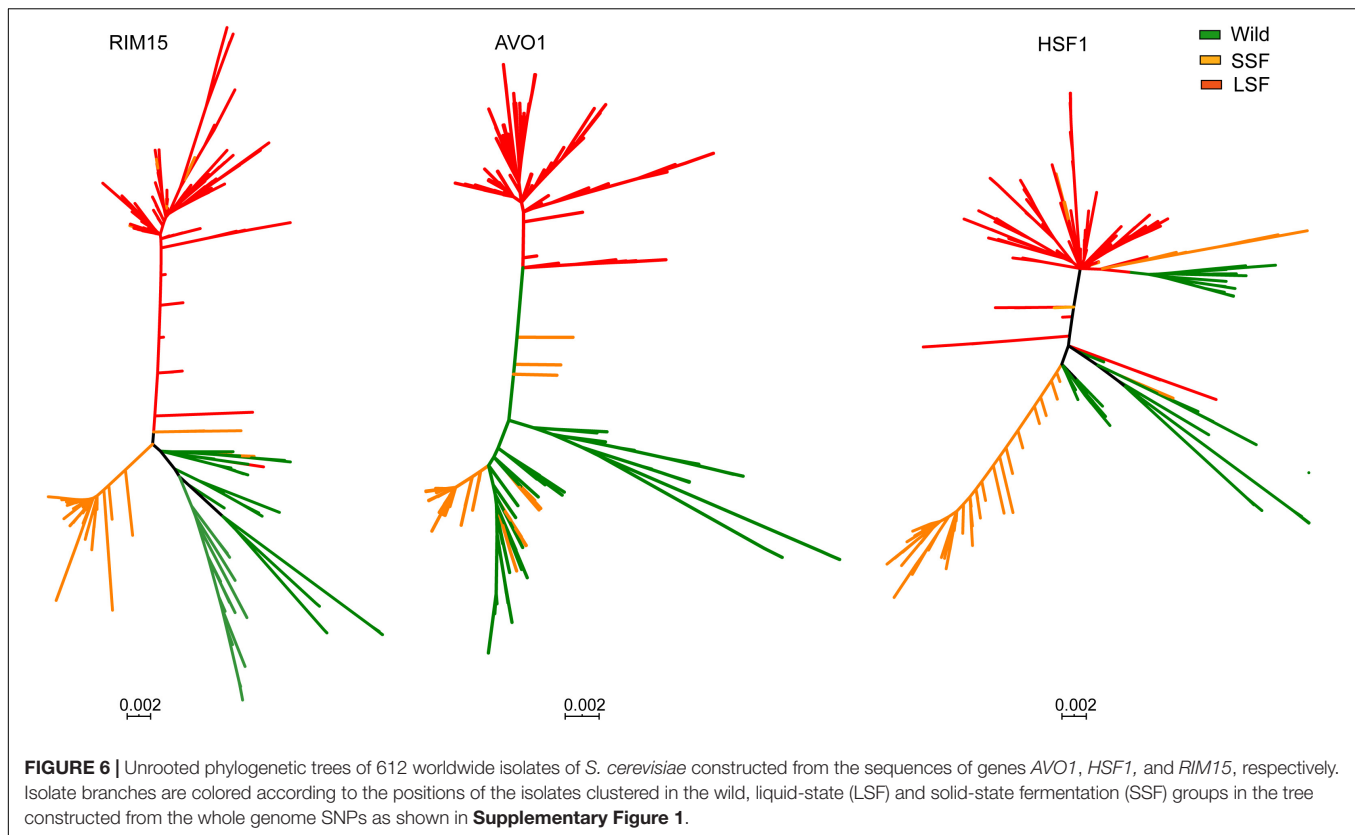 RIM15
AVO1
HSF1
Wild
SSF
LSF
0.002
0.002
0.002
FIGURE 6 | Unrooted phylogenetic trees of 612 worldwide isolates of S. cerevisiae constructed from the sequences of genes AVO1, HSF1, and RIM15, respectively.
Isolate branches are colored according to the positions of the isolates clustered in the wild, liquid-state (LSF) and solid-state fermentation (SSF) groups in the tree
constructed from the whole genome SNPs as shown in Supplementary Figure 1.